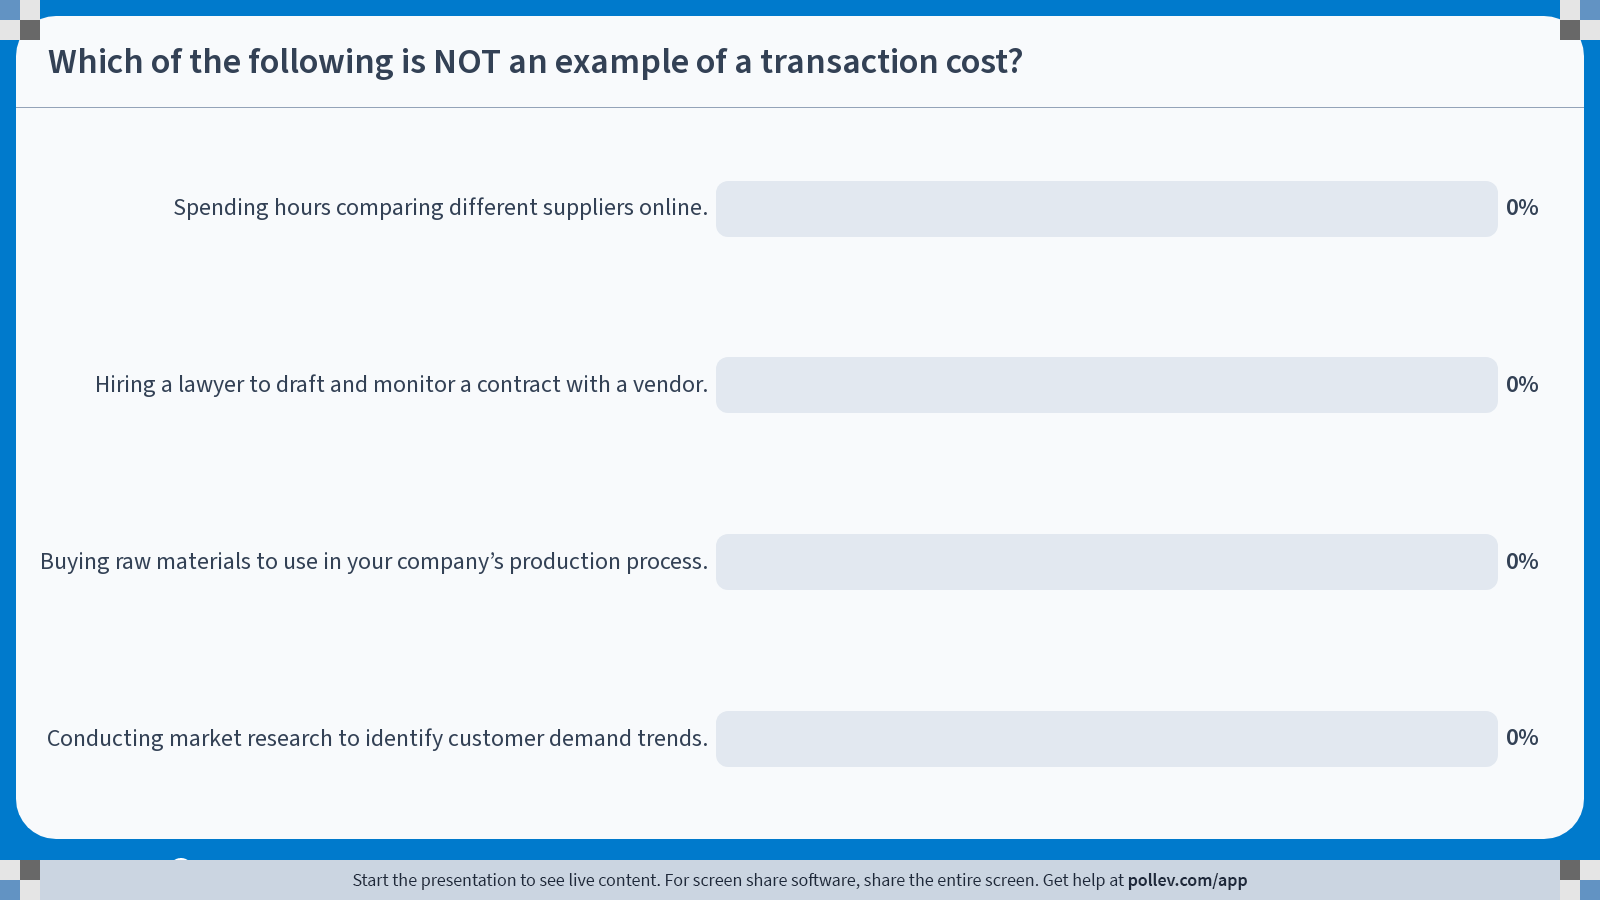 Which of the following is NOT an example of a transaction cost?
Spending hours comparing different suppliers online.
0%
Hiring a lawyer to draft and monitor a contract with a vendor.
0%
Buying raw materials to use in your company’s production process.
0%
Conducting market research to identify customer demand trends.
0%
Start the presentation to see live content. For screen share software, share the entire screen. Get help at pollev.com/app